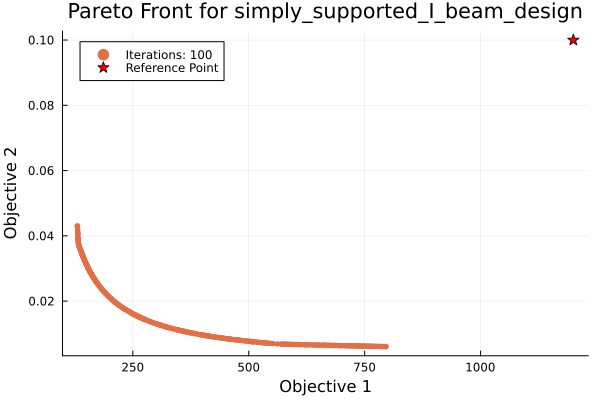 Pareto Front for simply_supported_I_beam_design
Iterations: 100
Reference Point
0.10
0.08
0.06
0.04
0.02
Objective 2
250
500
750
1000
Objective 1